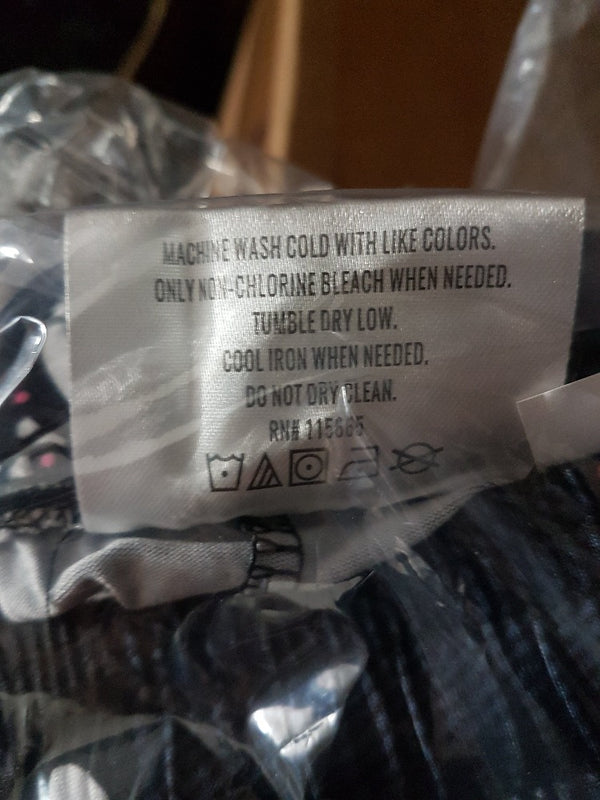 MACHINE WASH COLD WITH LIKE COLORS.
ONLY NON-CHLORINE BLEACH WHEN NEEDED.
TUMBLE DRY LOW.
COOL IRON WHEN NEEDED.
DO NOT DRY CLEAN.
RN#